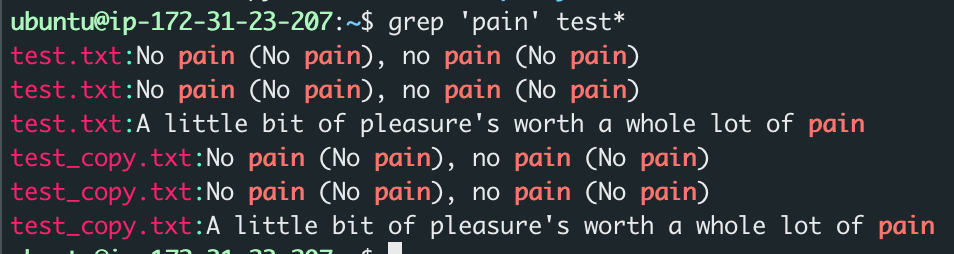 ubuntu@ip-172-31-23-207:~$ grep 'pain' test*
test.txt:No pain (No pain), no pain (No pain)
test.txt:No pain (No pain), no pain (No pain)
test.txt:A little bit of pleasure's worth a whole lot of pain
test_copy.txt:No pain (No pain), no pain (No pain)
test_copy.txt:No pain (No pain), no pain (No pain)
test_copy.txt:A little bit of pleasure's worth a whole lot of pain
ubuntu@ip-172-31-23-207:~$